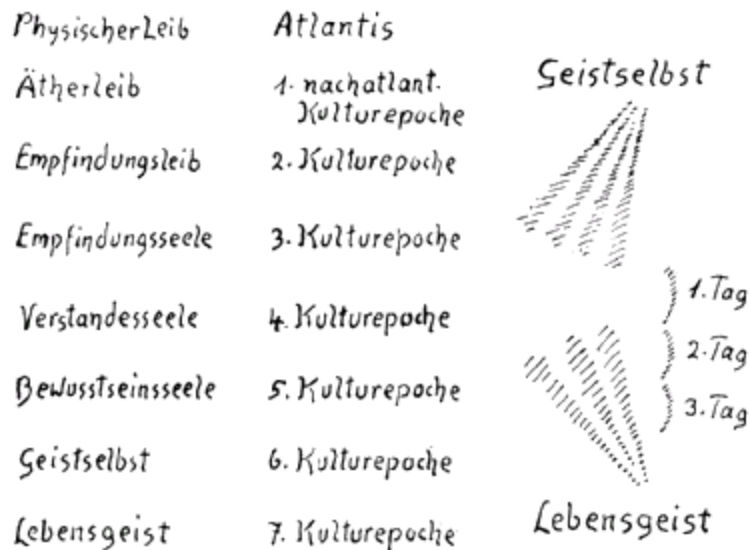 Physischer Leib
Atlantis
Ätherleib
1. nachatlant.
Kulturepoche
Geistselbst
Empfindungsleib
2. Kulturepoche
Empfindungsseele
3. Kulturepoche
1. Tag
Verstandesseele
4. Kulturepoche
2. Tag
Bewusstseinsseele
5. Kulturepoche
3. Tag
Geistselbst
6. Kulturepoche
Lebensgeist
7. Kulturepoche
Lebensgeist